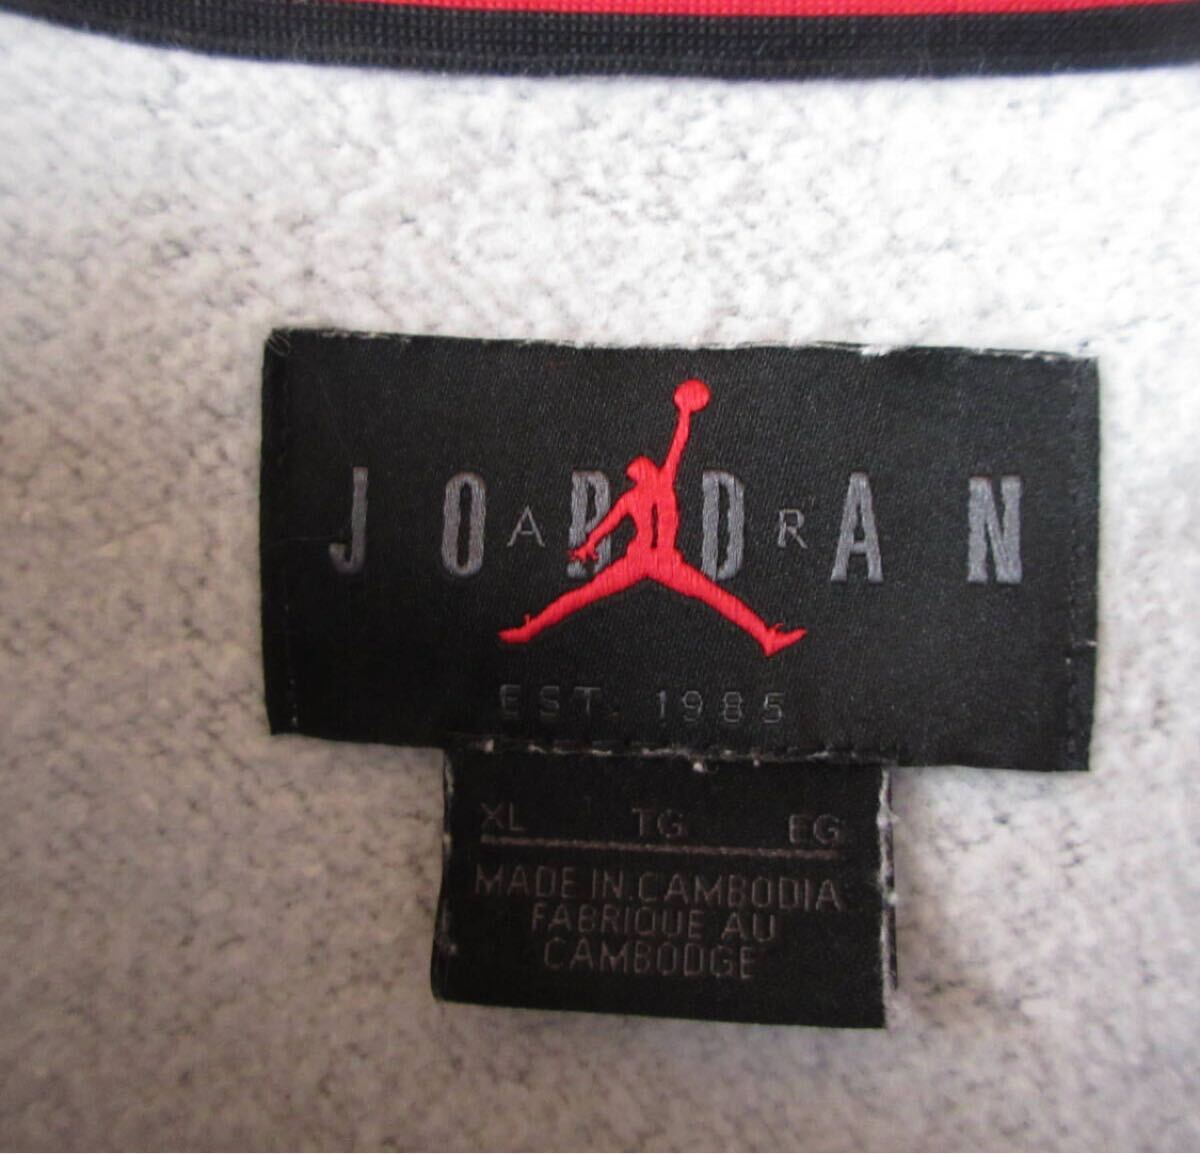 JORDAN
AIR
EST. 1985
XL TG EG
MADE IN CAMBODIA
FABRIQUE AU
CAMBODGE